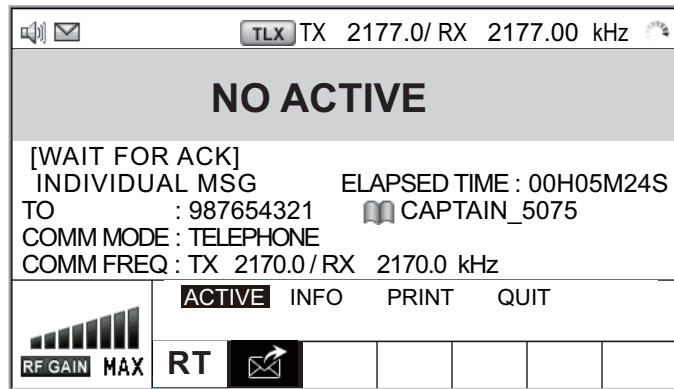 TLX TX 2177.0/ RX 2177.00 kHz
NO ACTIVE
[WAIT FOR ACK]
INDIVIDUAL MSG ELAPSED TIME : 00H05M24S
TO : 987654321 CAPTAIN_5075
COMM MODE : TELEPHONE
COMM FREQ : TX 2170.0 / RX 2170.0 kHz
ACTIVE INFO PRINT QUIT
RF GAIN MAX RT